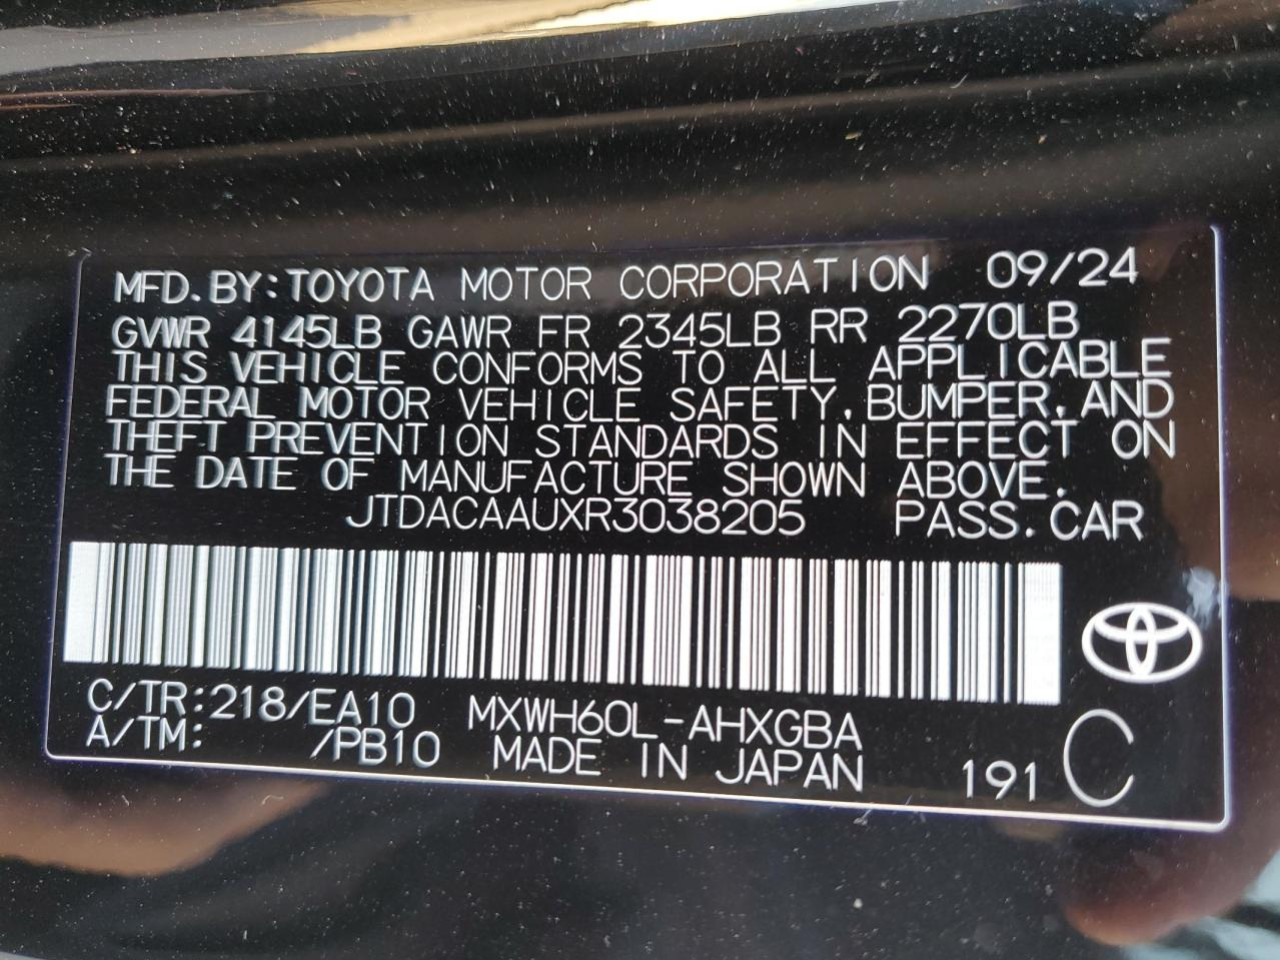 MFD. BY: TOYOTA MOTOR CORPORATION 09/24
GVWR 4145LB GAWR FR 2345LB RR 2270LB
THIS VEHICLE CONFORMS TO ALL APPLICABLE
FEDERAL MOTOR VEHICLE SAFETY, BUMPER, AND
THEFT PREVENTION STANDARDS IN EFFECT ON
THE DATE OF MANUFACTURE SHOWN ABOVE.
JTDACAAUXR3038205 PASS. CAR
C/TR: 218/EA10 MXWH60L-AHXGBA
A/TM: /PB10 MADE IN JAPAN 191 C